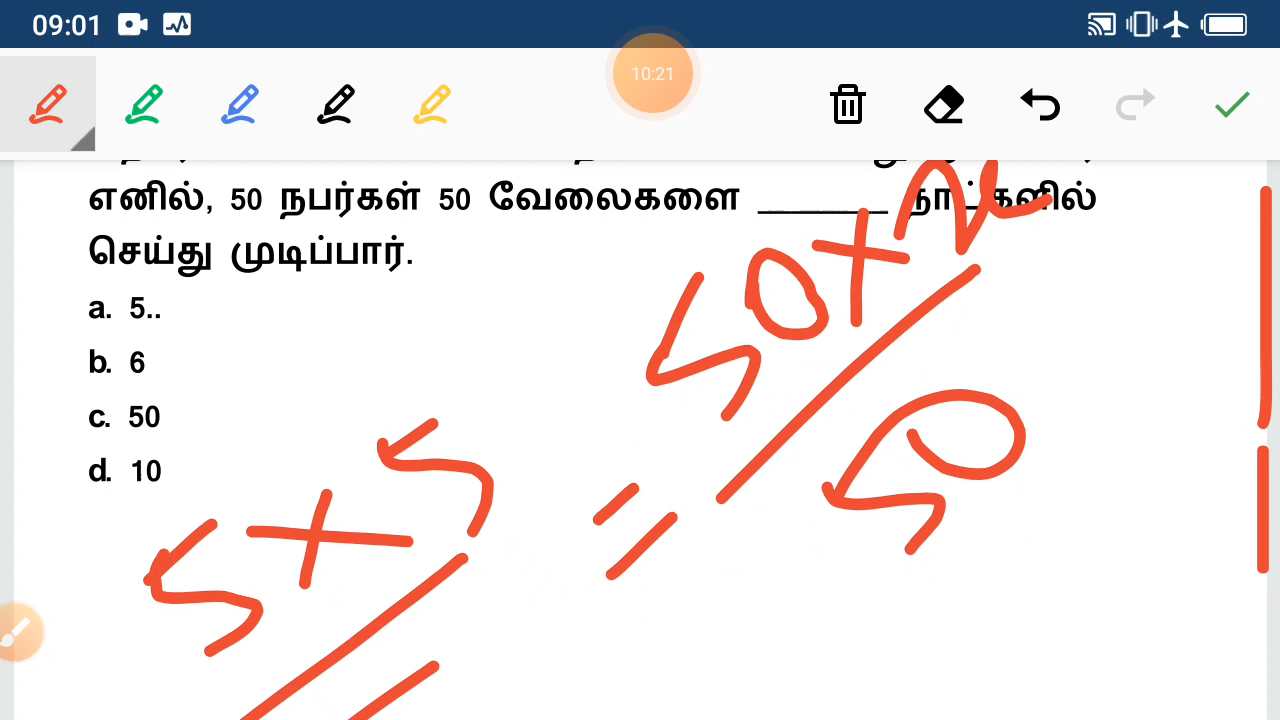 09:01
10:21
எனில், 50 நபர்கள் 50 வேலைகளை ________ நாட்களில்
செய்து முடிப்பார்.
a. 5..
b. 6
c. 50
d. 10
50 + x
50
=
5 x 5